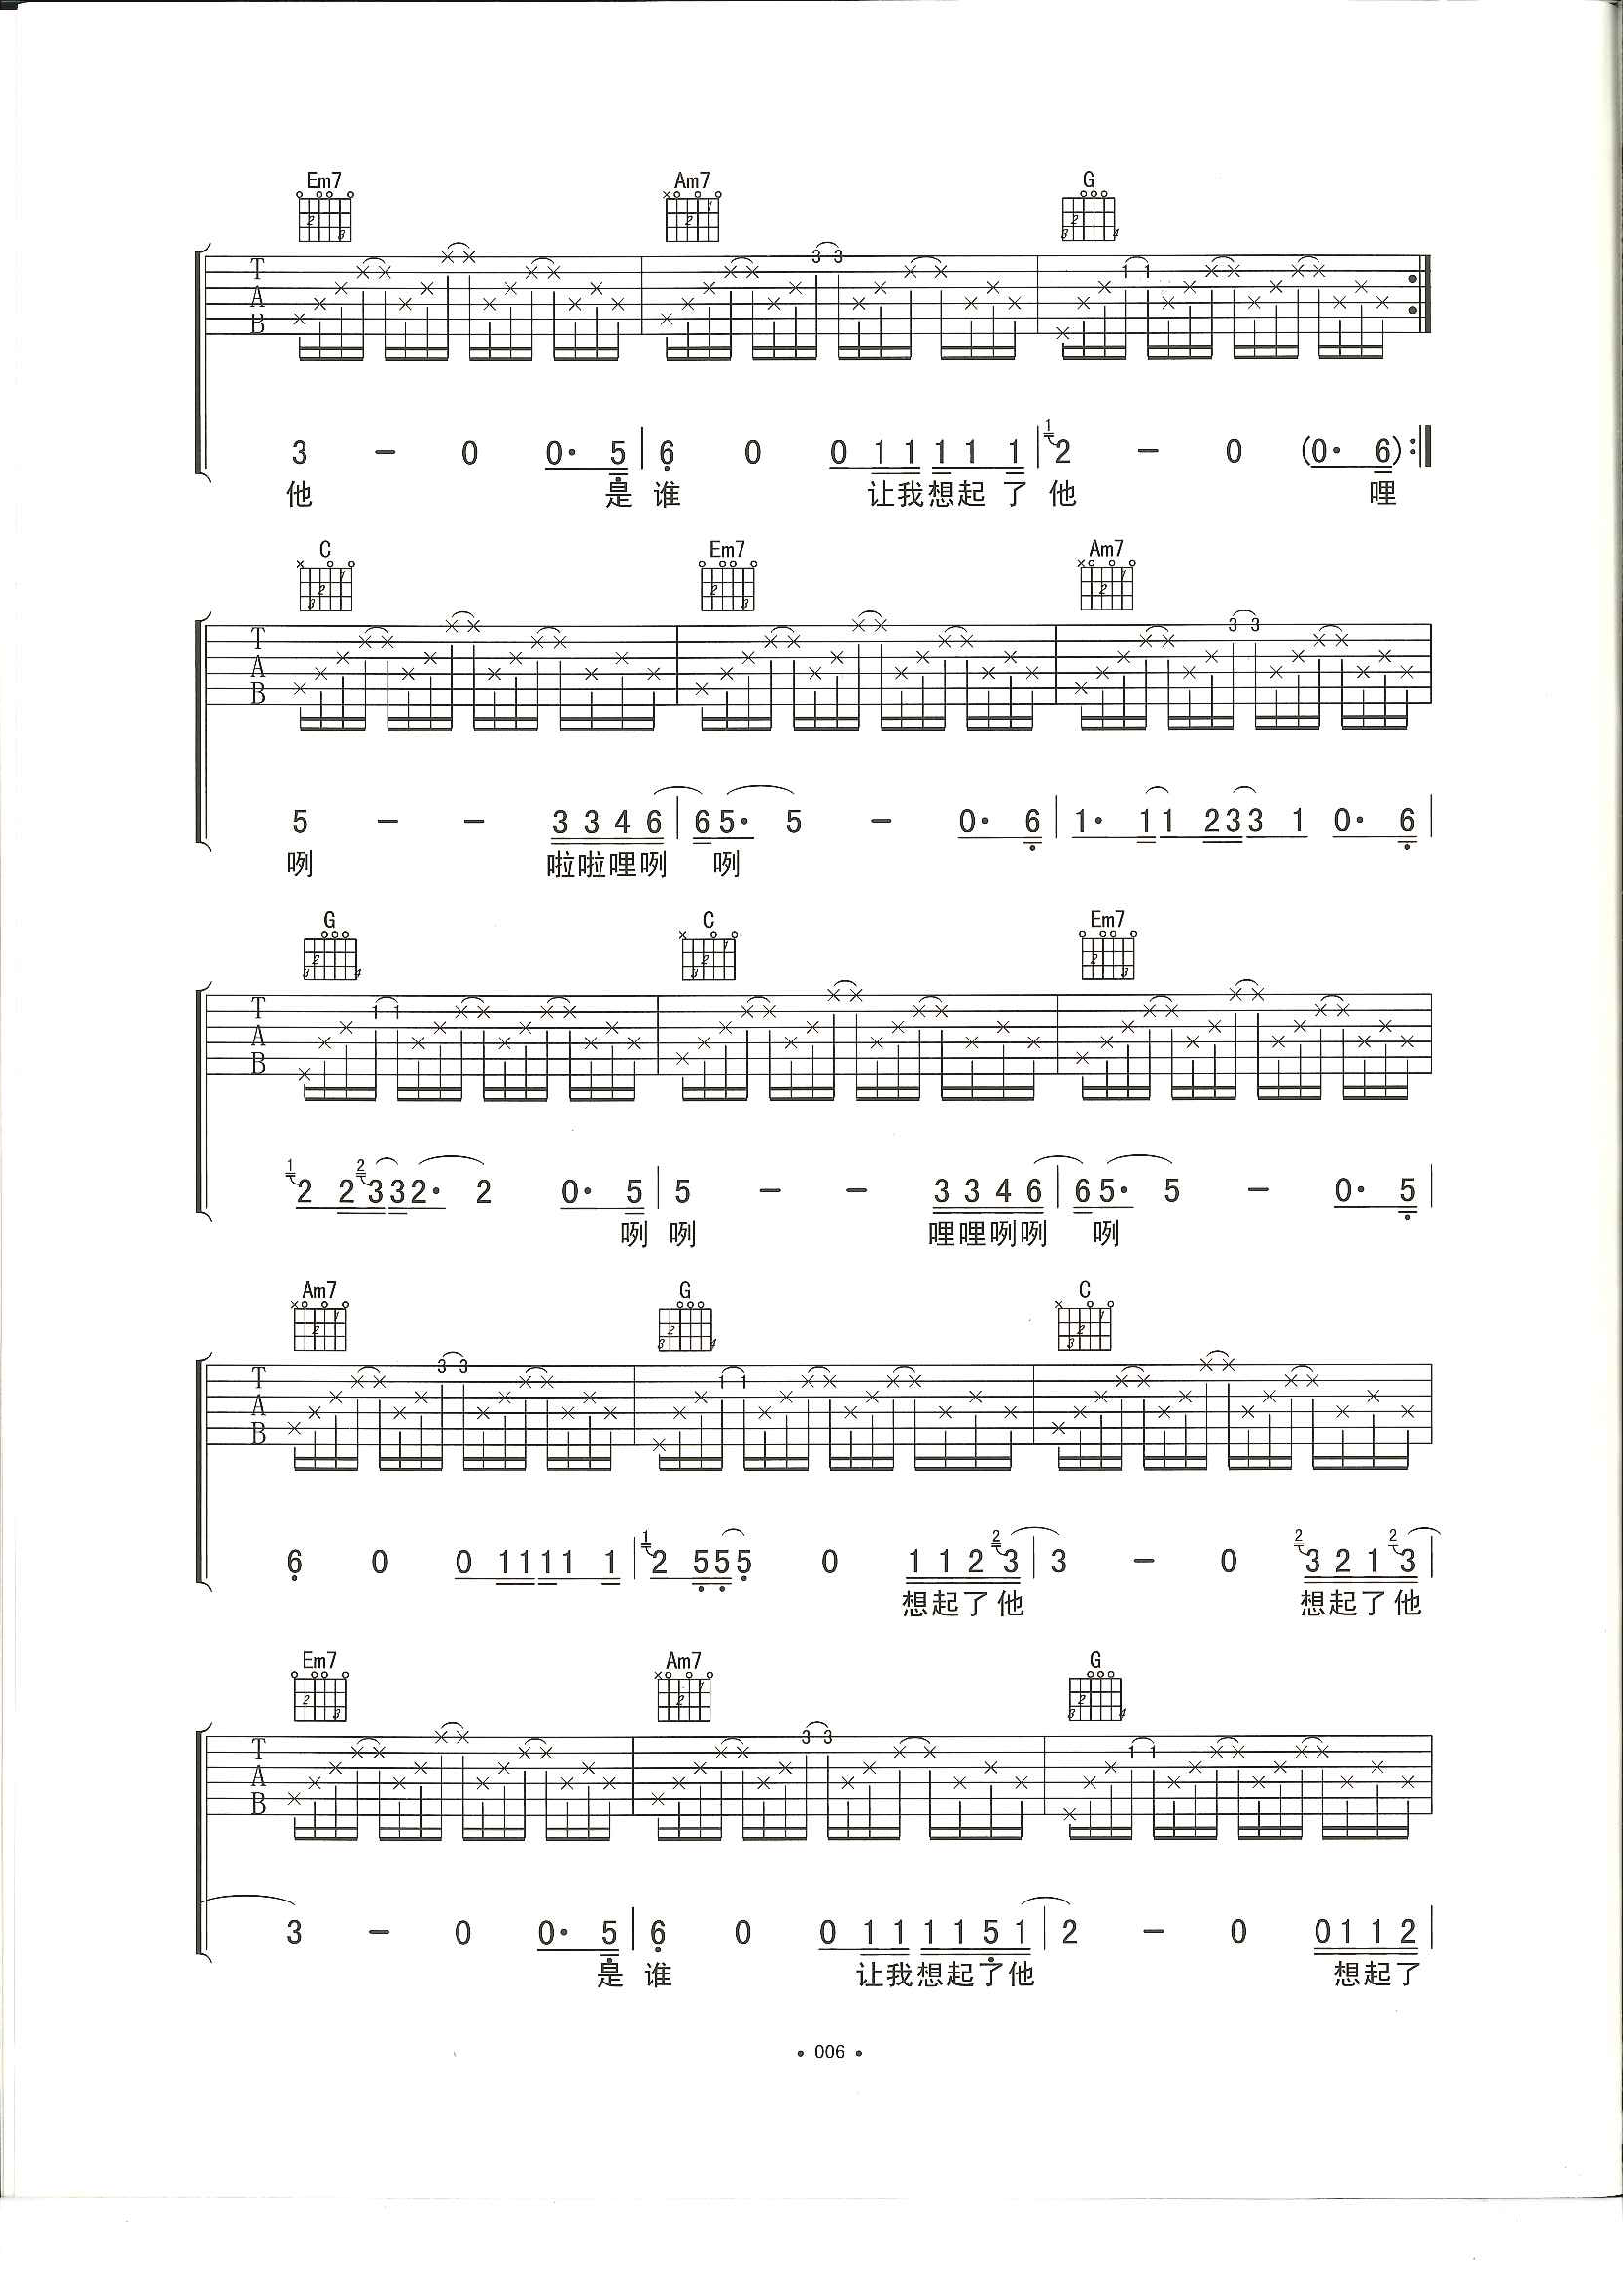 Em7 Am7 G
T A B 3 3 1 1
3 - 0 0· 5 | 6 0 0 1 1 1 1 1 | 1 2 - 0 (0· 6) :||
他 是 谁 让我想起 了 他 哩
C Em7 Am7
T A B 3 3
5 - - 3 3 4 6 | 6 5· 5 - 0· 6 | 1· 1 1 2 3 3 1 0· 6 |
咧 啦啦哩咧 咧
G C Em7
T A B 1 1
1 2 2 2 3 3 2· 2 0· 5 | 5 - - 3 3 4 6 | 6 5· 5 - 0· 5 |
咧 咧 哩哩咧咧 咧
Am7 G C
T A B 3 3 1 1
6 0 0 1 1 1 1 1 | 1 2 5 5 5 0 1 1 2 2 3 | 3 - 0 2 3 2 1 2 3 |
想起了他 想起了他
Em7 Am7 G
T A B 3 3 1 1
3 - 0 0· 5 | 6 0 0 1 1 1 1 5 1 | 2 - 0 0 1 1 2 |
是 谁 让我想起了他 想起了
• 006 •